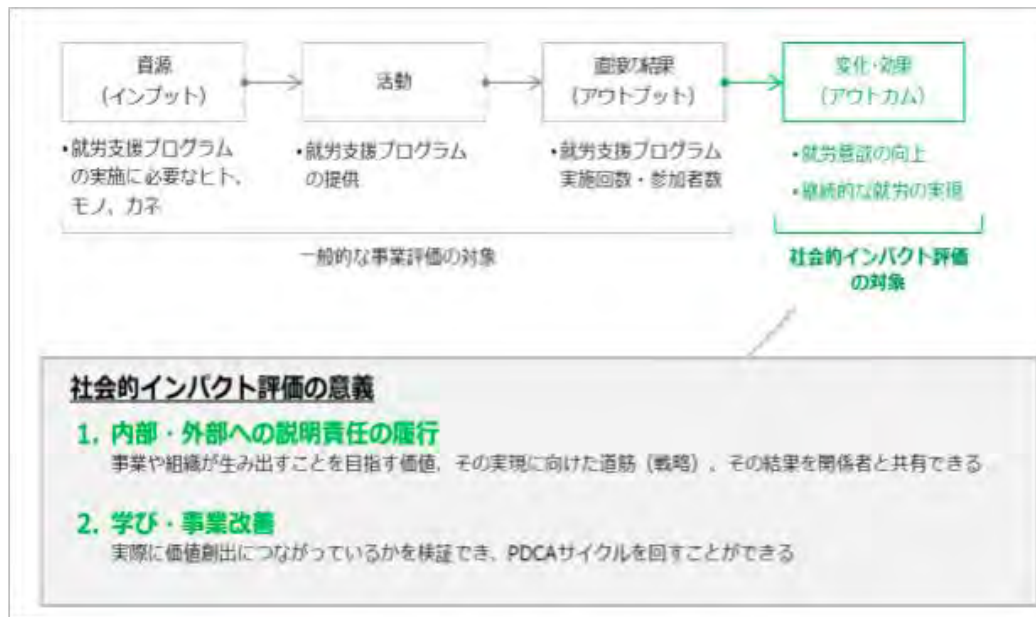 資源
(インプット)
活動
直接の結果
(アウトプット)
変化・効果
(アウトカム)
・就労支援プログラム
の実施に必要なヒト、
モノ、カネ
・就労支援プログラム
の提供
・就労支援プログラム
実施回数・参加者数
・就労意欲の向上
・継続的な就労の実現
一般的な事業評価の対象
社会的インパクト評価
の対象
社会的インパクト評価の意義
1. 内部・外部への説明責任の履行
事業や組織が生み出すことを目指す価値、その実現に向けた道筋(戦略)、その結果を関係者と共有できる
2. 学び・事業改善
実際に価値創出につながっているかを検証でき、PDCAサイクルを回すことができる